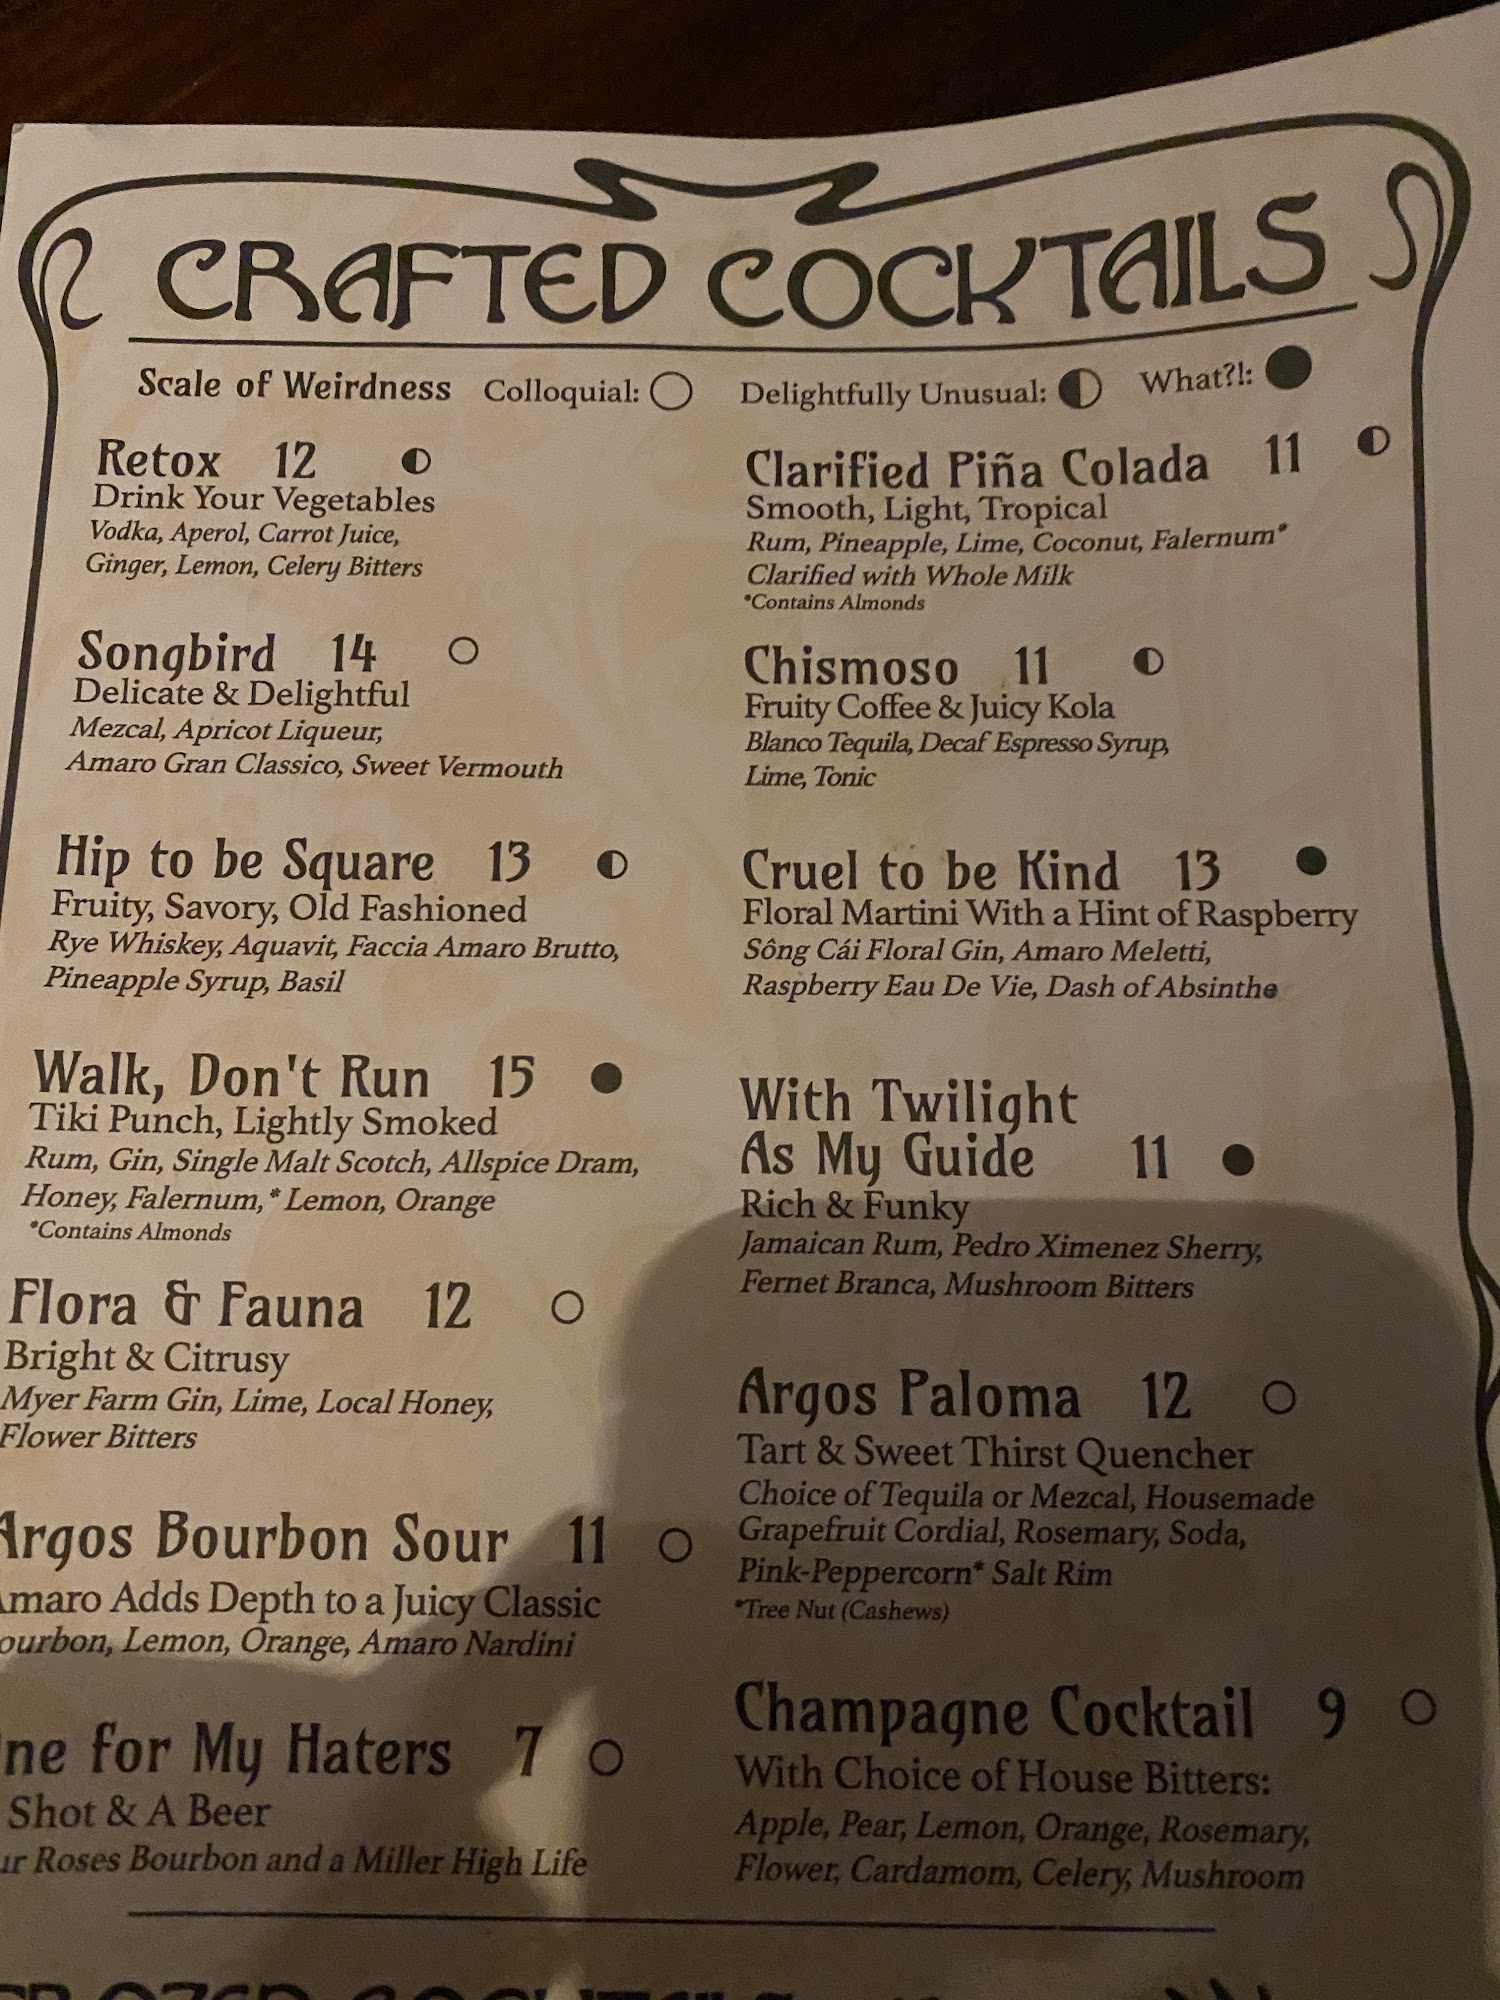 CRAFTED COCKTAILS
Scale of Weirdness Colloquial: Delightfully Unusual: What?!:
Retox 12
Drink Your Vegetables
Vodka, Aperol, Carrot Juice,
Ginger, Lemon, Celery Bitters
Songbird 14
Delicate & Delightful
Mezcal, Apricot Liqueur,
Amaro Gran Classico, Sweet Vermouth
Hip to be Square 13
Fruity, Savory, Old Fashioned
Rye Whiskey, Aquavit, Faccia Amaro Brutto,
Pineapple Syrup, Basil
Walk, Don't Run 15
Tiki Punch, Lightly Smoked
Rum, Gin, Single Malt Scotch, Allspice Dram,
Honey, Falernum,* Lemon, Orange
*Contains Almonds
Flora & Fauna 12
Bright & Citrusy
Myer Farm Gin, Lime, Local Honey,
Flower Bitters
Argos Bourbon Sour 11
Amaro Adds Depth to a Juicy Classic
ourbon, Lemon, Orange, Amaro Nardini
ne for My Haters 7
Shot & A Beer
ur Roses Bourbon and a Miller High Life
Clarified Piña Colada 11
Smooth, Light, Tropical
Rum, Pineapple, Lime, Coconut, Falernum*
Clarified with Whole Milk
*Contains Almonds
Chismoso 11
Fruity Coffee & Juicy Kola
Blanco Tequila, Decaf Espresso Syrup,
Lime, Tonic
Cruel to be Kind 13
Floral Martini With a Hint of Raspberry
Sông Cái Floral Gin, Amaro Meletti,
Raspberry Eau De Vie, Dash of Absinthe
With Twilight
As My Guide 11
Rich & Funky
Jamaican Rum, Pedro Ximenez Sherry,
Fernet Branca, Mushroom Bitters
Argos Paloma 12
Tart & Sweet Thirst Quencher
Choice of Tequila or Mezcal, Housemade
Grapefruit Cordial, Rosemary, Soda,
Pink-Peppercorn* Salt Rim
*Tree Nut (Cashews)
Champagne Cocktail 9
With Choice of House Bitters:
Apple, Pear, Lemon, Orange, Rosemary,
Flower, Cardamom, Celery, Mushroom